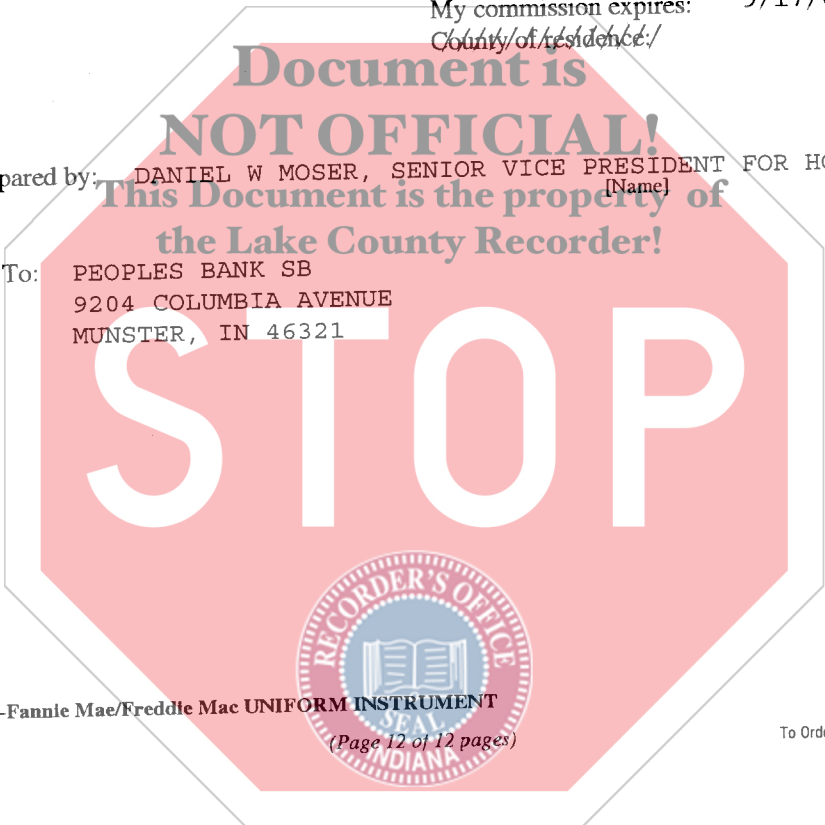 My commission expires: 9/17/
County of residence:
Document is
NOT OFFICIAL!
pared by: DANIEL W MOSER, SENIOR VICE PRESIDENT FOR HO
[Name]
This Document is the property of
the Lake County Recorder!
To: PEOPLES BANK SB
9204 COLUMBIA AVENUE
MUNSTER, IN 46321
STOP
RECORDER'S OFFICE
SEAL
INDIANA
-Fannie Mae/Freddie Mac UNIFORM INSTRUMENT
(Page 12 of 12 pages)
To Orde